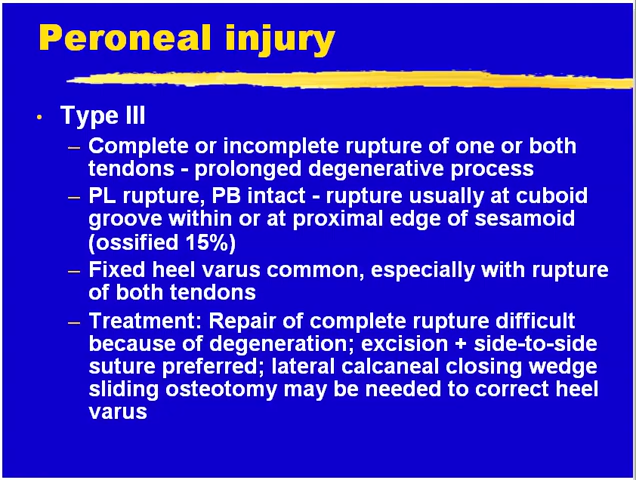 Peroneal injury
• Type III
– Complete or incomplete rupture of one or both
tendons - prolonged degenerative process
– PL rupture, PB intact - rupture usually at cuboid
groove within or at proximal edge of sesamoid
(ossified 15%)
– Fixed heel varus common, especially with rupture
of both tendons
– Treatment: Repair of complete rupture difficult
because of degeneration; excision + side-to-side
suture preferred; lateral calcaneal closing wedge
sliding osteotomy may be needed to correct heel
varus